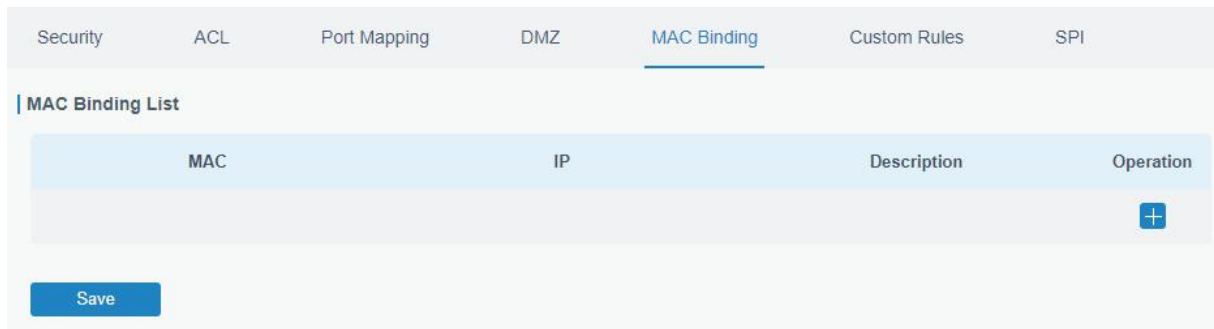 Security ACL Port Mapping DMZ MAC Binding Custom Rules SPI
MAC Binding List
MAC IP Description Operation
Save